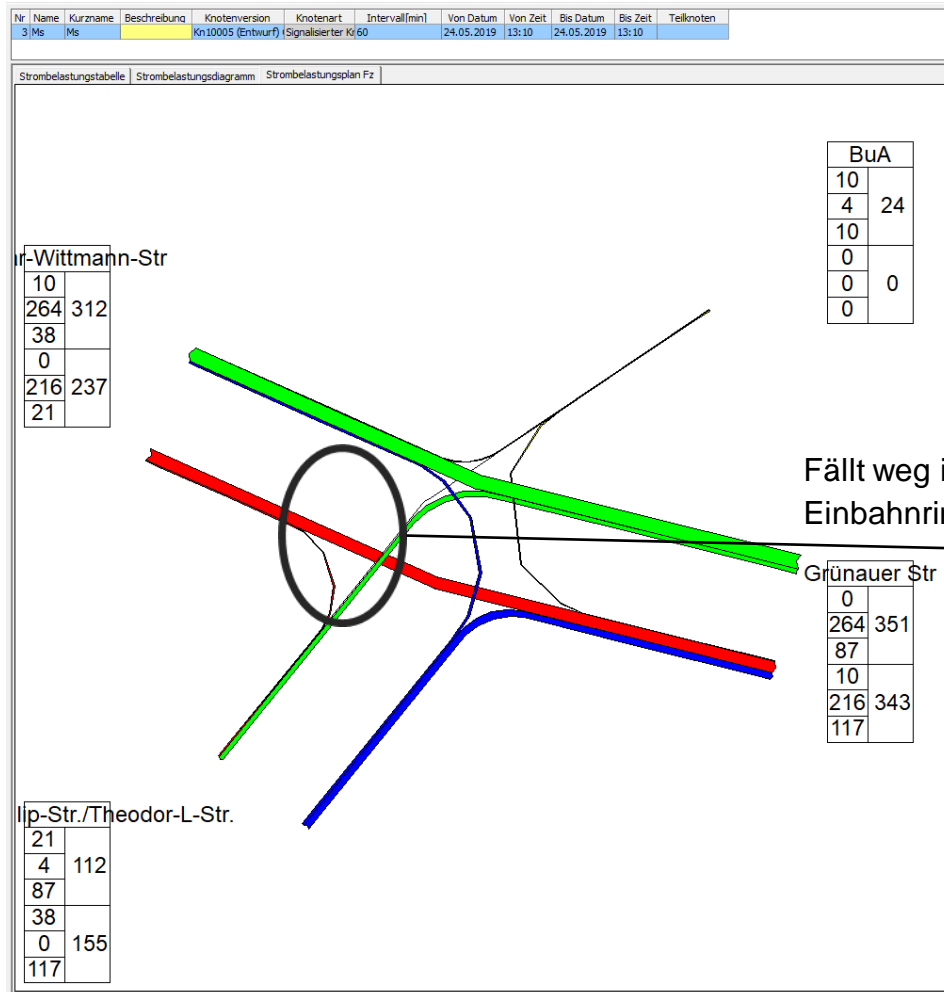 Nr Name Kurzname Beschreibung Knotenversion Knotenart Intervall[min] Von Datum Von Zeit Bis Datum Bis Zeit Teilknoten
3 Ms Ms Kn10005 (Entwurf) Signalisierter 60 24.05.2019 13:10 24.05.2019 13:10
Strombelastungstabelle Strombelastungsdiagramm Strombelastungsplan Fz
BuA
10
4 24
10
0
0 0
0
r-Wittmann-Str
10
264 312
38
0
216 237
21
Fällt weg
Einbahnrin
Grünauer Str
0
264 351
87
10
216 343
117
lip-Str./Theodor-L-Str.
21
4 112
87
38
0 155
117